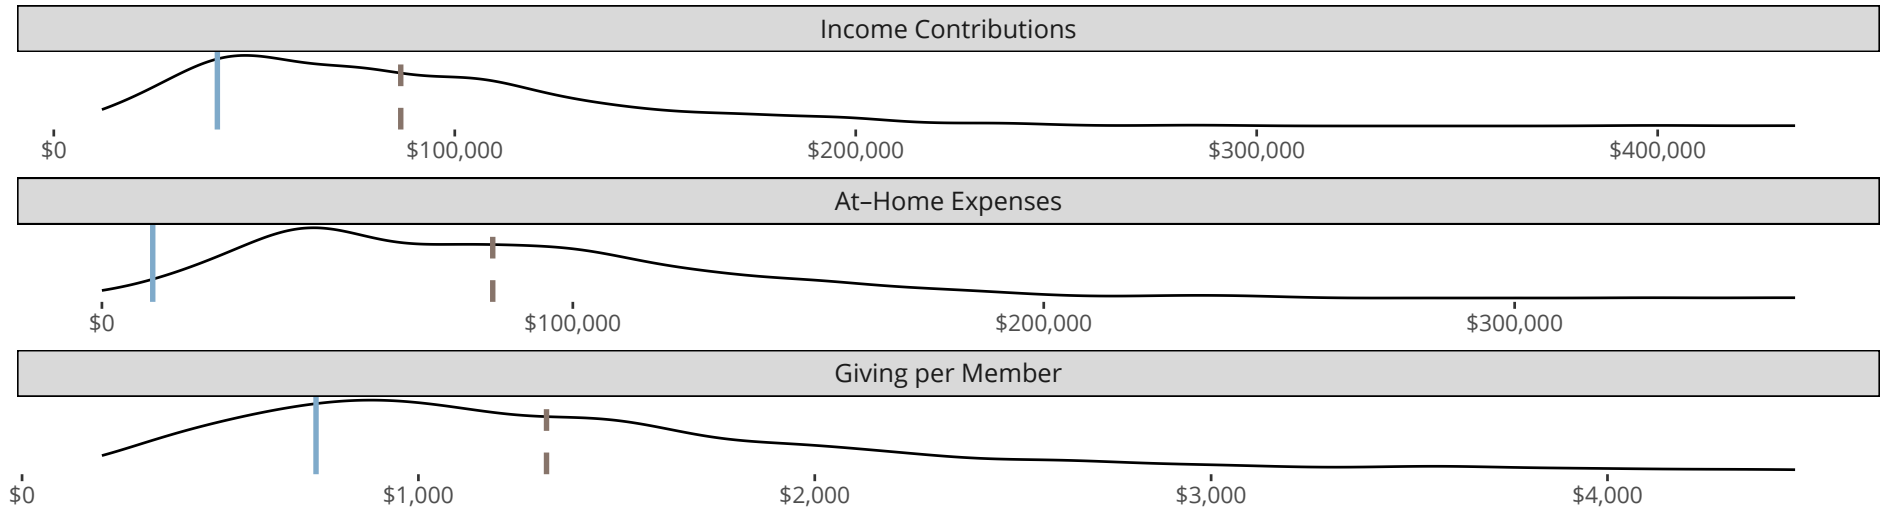 Income Contributions
$0 $100,000 $200,000 $300,000 $400,000
At–Home Expenses
$0 $100,000 $200,000 $300,000
Giving per Member
$0 $1,000 $2,000 $3,000 $4,000